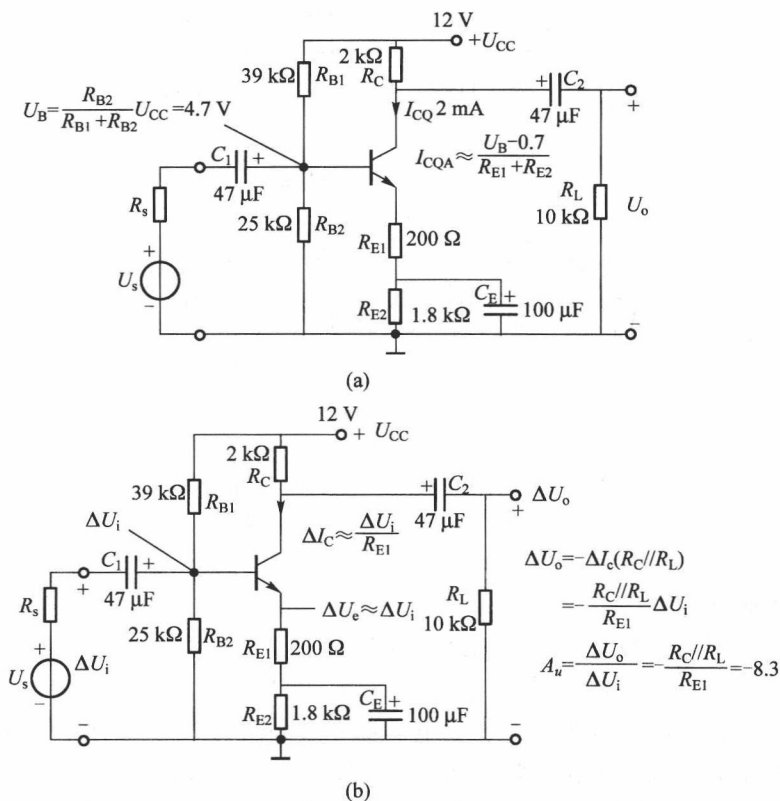 12 V
+U_CC
2 kΩ
R_C
39 kΩ
R_B1
C_2
+
47 μF
+
U_B=R_B2/(R_B1+R_B2)U_CC=4.7 V
I_CQ 2 mA
I_CQA≈(U_B−0.7)/(R_E1+R_E2)
C_1
+
47 μF
R_s
25 kΩ
R_B2
R_L
10 kΩ
U_o
R_E1
200 Ω
+
U_s
−
R_E2
1.8 kΩ
C_E
+
100 μF
−
(a)
12 V
+ U_CC
2 kΩ
R_C
39 kΩ
R_B1
+
C_2
47 μF
ΔU_o
+
ΔU_i
ΔI_C≈ΔU_i/R_E1
ΔU_o=−ΔI_c(R_C//R_L)
C_1
+
+
47 μF
R_s
ΔU_e≈ΔU_i
R_L
10 kΩ
=−(R_C//R_L)/R_E1 ΔU_i
25 kΩ
R_B2
R_E1
200 Ω
+
U_s
−
ΔU_i
A_u=ΔU_o/ΔU_i=−(R_C//R_L)/R_E1=−8.3
R_E2
1.8 kΩ
C_E
+
100 μF
−
−
(b)